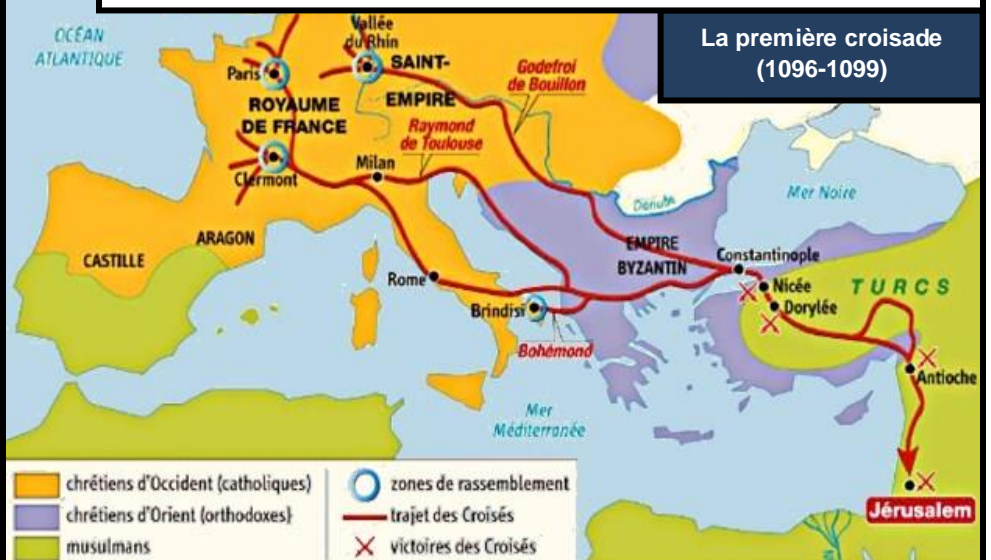 La première croisade
(1096-1099)
OCÉAN
ATLANTIQUE
Vallée
du Rhin
Paris
SAINT-
EMPIRE
Godefroi
de Bouillon
ROYAUME
DE FRANCE
Raymond
de Toulouse
Clermont
Milan
Mer Noire
Danube
ARAGON
CASTILLE
EMPIRE
BYZANTIN
Constantinople
Rome
Nicée
TURCS
Dorylée
Brindisi
Bohémond
Antioche
Mer
Méditerranée
Jérusalem
chrétiens d'Occident (catholiques)
chrétiens d'Orient (orthodoxes)
musulmans
zones de rassemblement
trajet des Croisés
victoires des Croisés